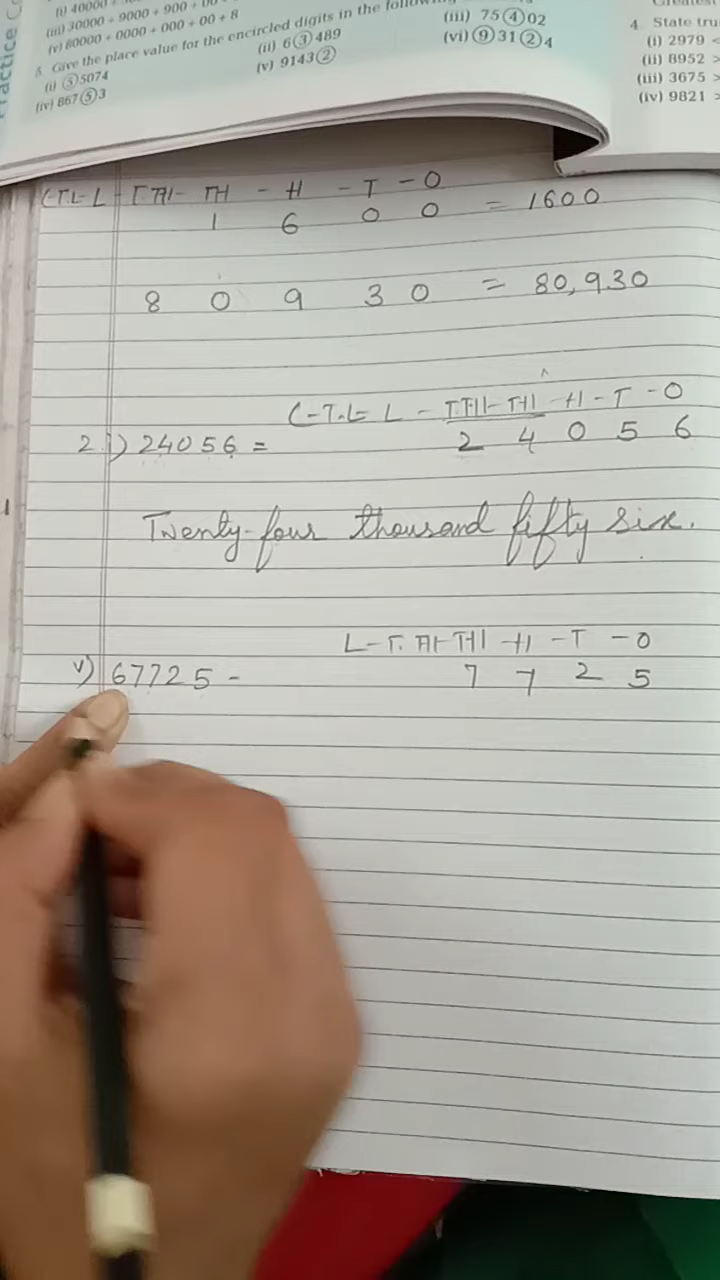 (i) 40000 +
(iii) 30000 + 9000 + 900 + 00
(v) 80000 + 0000 + 000 + 00 + 8
5. Give the place value for the encircled digits in the
(i) ⑤5074 (ii) 6③489 (iii) 75④02
(iv) 867⑤3 (v) 9143② (vi) ⑨31②4
4 State tru
(i) 2979 <
(ii) 8952 >
(iii) 3675 >
(iv) 9821 >
C-T.L-L-T.TH-TH-H-T-O
1 6 0 0 = 1600
8 0 9 3 0 = 80,930
C-T.L-L-TTH-TH-H-T-O
2 i) 24056 = 2 4 0 5 6
Twenty-four thousand fifty six.
L-T.TH-TH-H-T-O
v) 67725 - 7 7 2 5